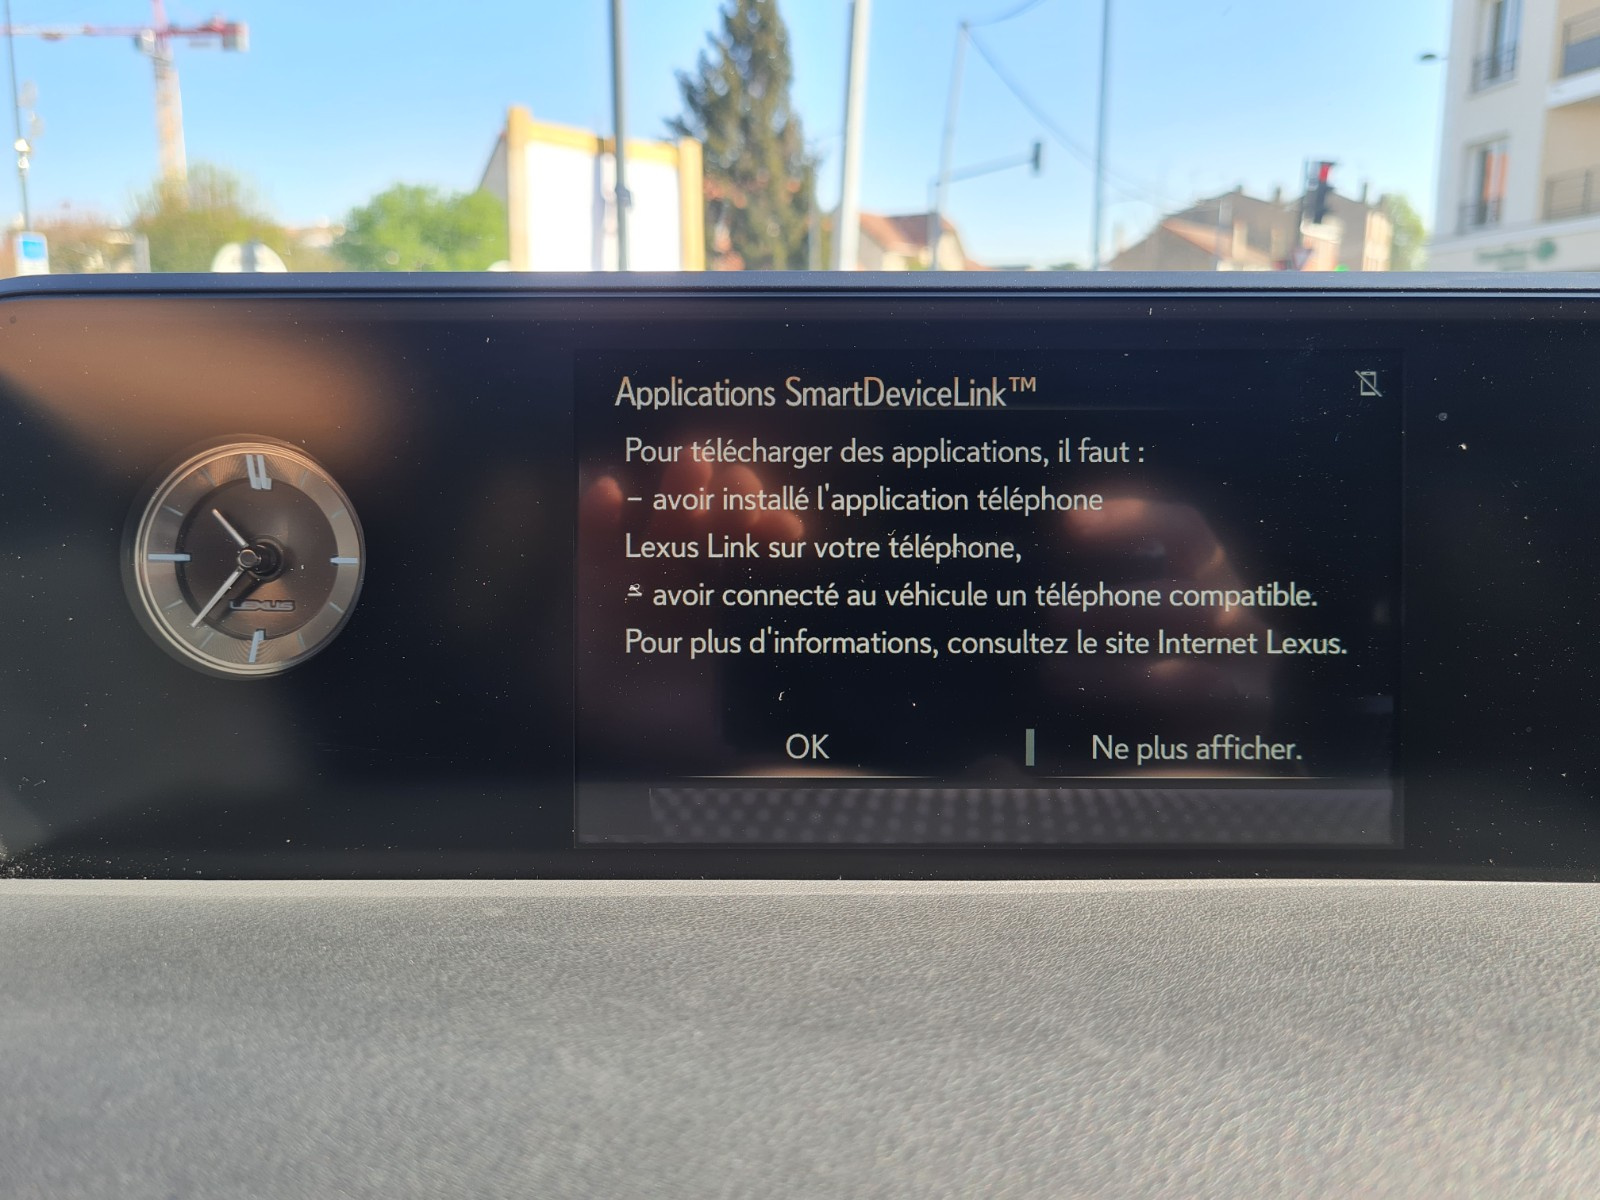 Applications SmartDeviceLink™
Pour télécharger des applications, il faut :
– avoir installé l'application téléphone
Lexus Link sur votre téléphone,
– avoir connecté au véhicule un téléphone compatible.
Pour plus d'informations, consultez le site Internet Lexus.
OK
Ne plus afficher.
LEXUS